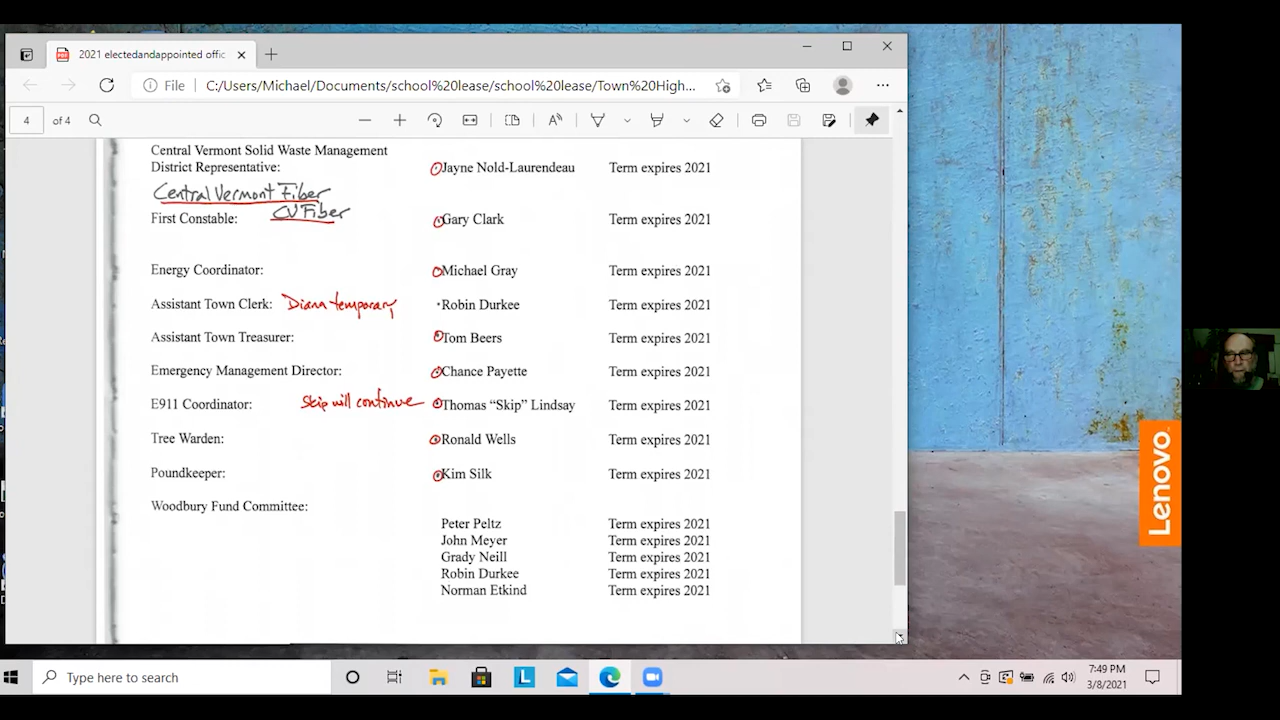 2021 electedandappointed offic
File C:/Users/Michael/Documents/school%20lease/school%20lease/Town%20High...
4 of 4
Central Vermont Solid Waste Management
District Representative: Jayne Nold-Laurendeau Term expires 2021
Central Vermont Fiber
CV Fiber
First Constable: Gary Clark Term expires 2021
Energy Coordinator: Michael Gray Term expires 2021
Assistant Town Clerk: Diana temporary Robin Durkee Term expires 2021
Assistant Town Treasurer: Tom Beers Term expires 2021
Emergency Management Director: Chance Payette Term expires 2021
E911 Coordinator: Skip will continue Thomas “Skip” Lindsay Term expires 2021
Tree Warden: Ronald Wells Term expires 2021
Poundkeeper: Kim Silk Term expires 2021
Woodbury Fund Committee:
Peter Peltz Term expires 2021
John Meyer Term expires 2021
Grady Neill Term expires 2021
Robin Durkee Term expires 2021
Norman Etkind Term expires 2021
Lenovo
Type here to search
7:49 PM
3/8/2021